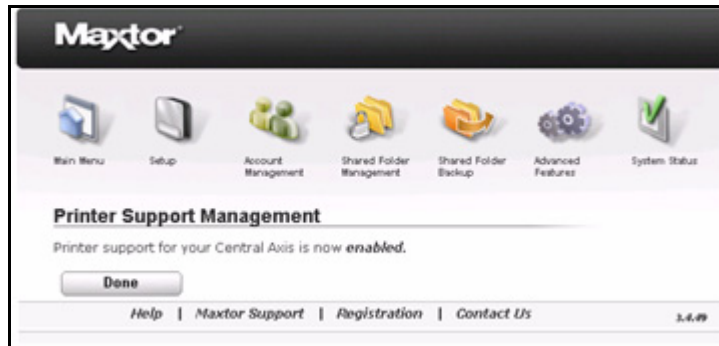 Maxtor
Main Menu
Setup
Account Management
Shared Folder Management
Shared Folder Backup
Advanced Features
System Status
Printer Support Management
Printer support for your Central Axis is now enabled.
Done
Help | Maxtor Support | Registration | Contact Us